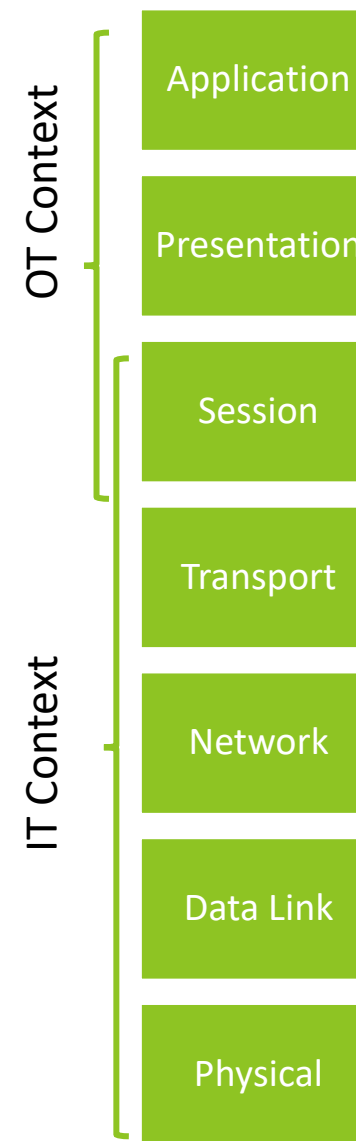 OT Context
Application
Presentation
Session
Transport
IT Context
Network
Data Link
Physical